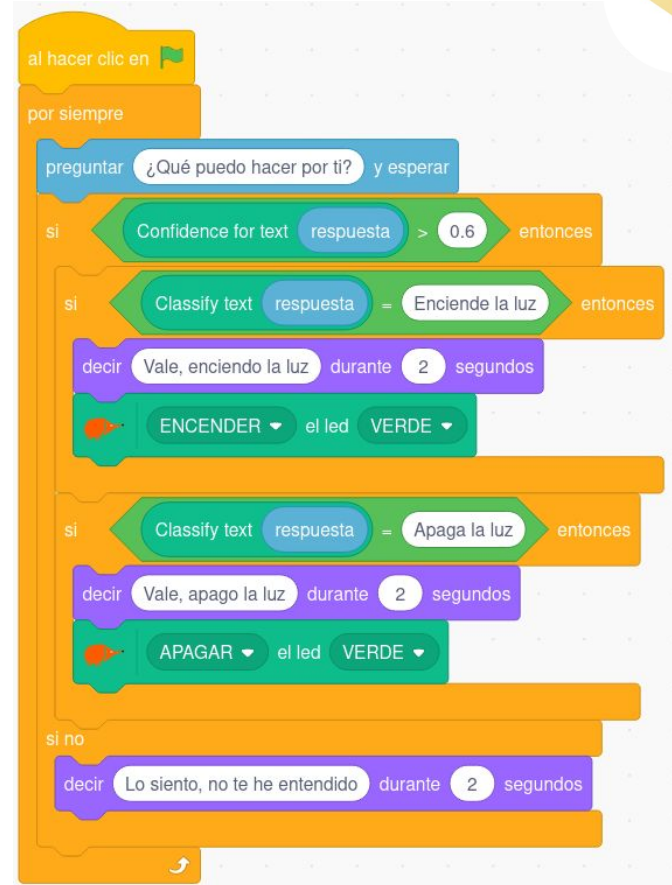 al hacer clic en
por siempre
preguntar ¿Qué puedo hacer por ti? y esperar
si Confidence for text respuesta > 0.6 entonces
si Classify text respuesta = Enciende la luz entonces
decir Vale, enciendo la luz durante 2 segundos
ENCENDER el led VERDE
si Classify text respuesta = Apaga la luz entonces
decir Vale, apago la luz durante 2 segundos
APAGAR el led VERDE
si no
decir Lo siento, no te he entendido durante 2 segundos